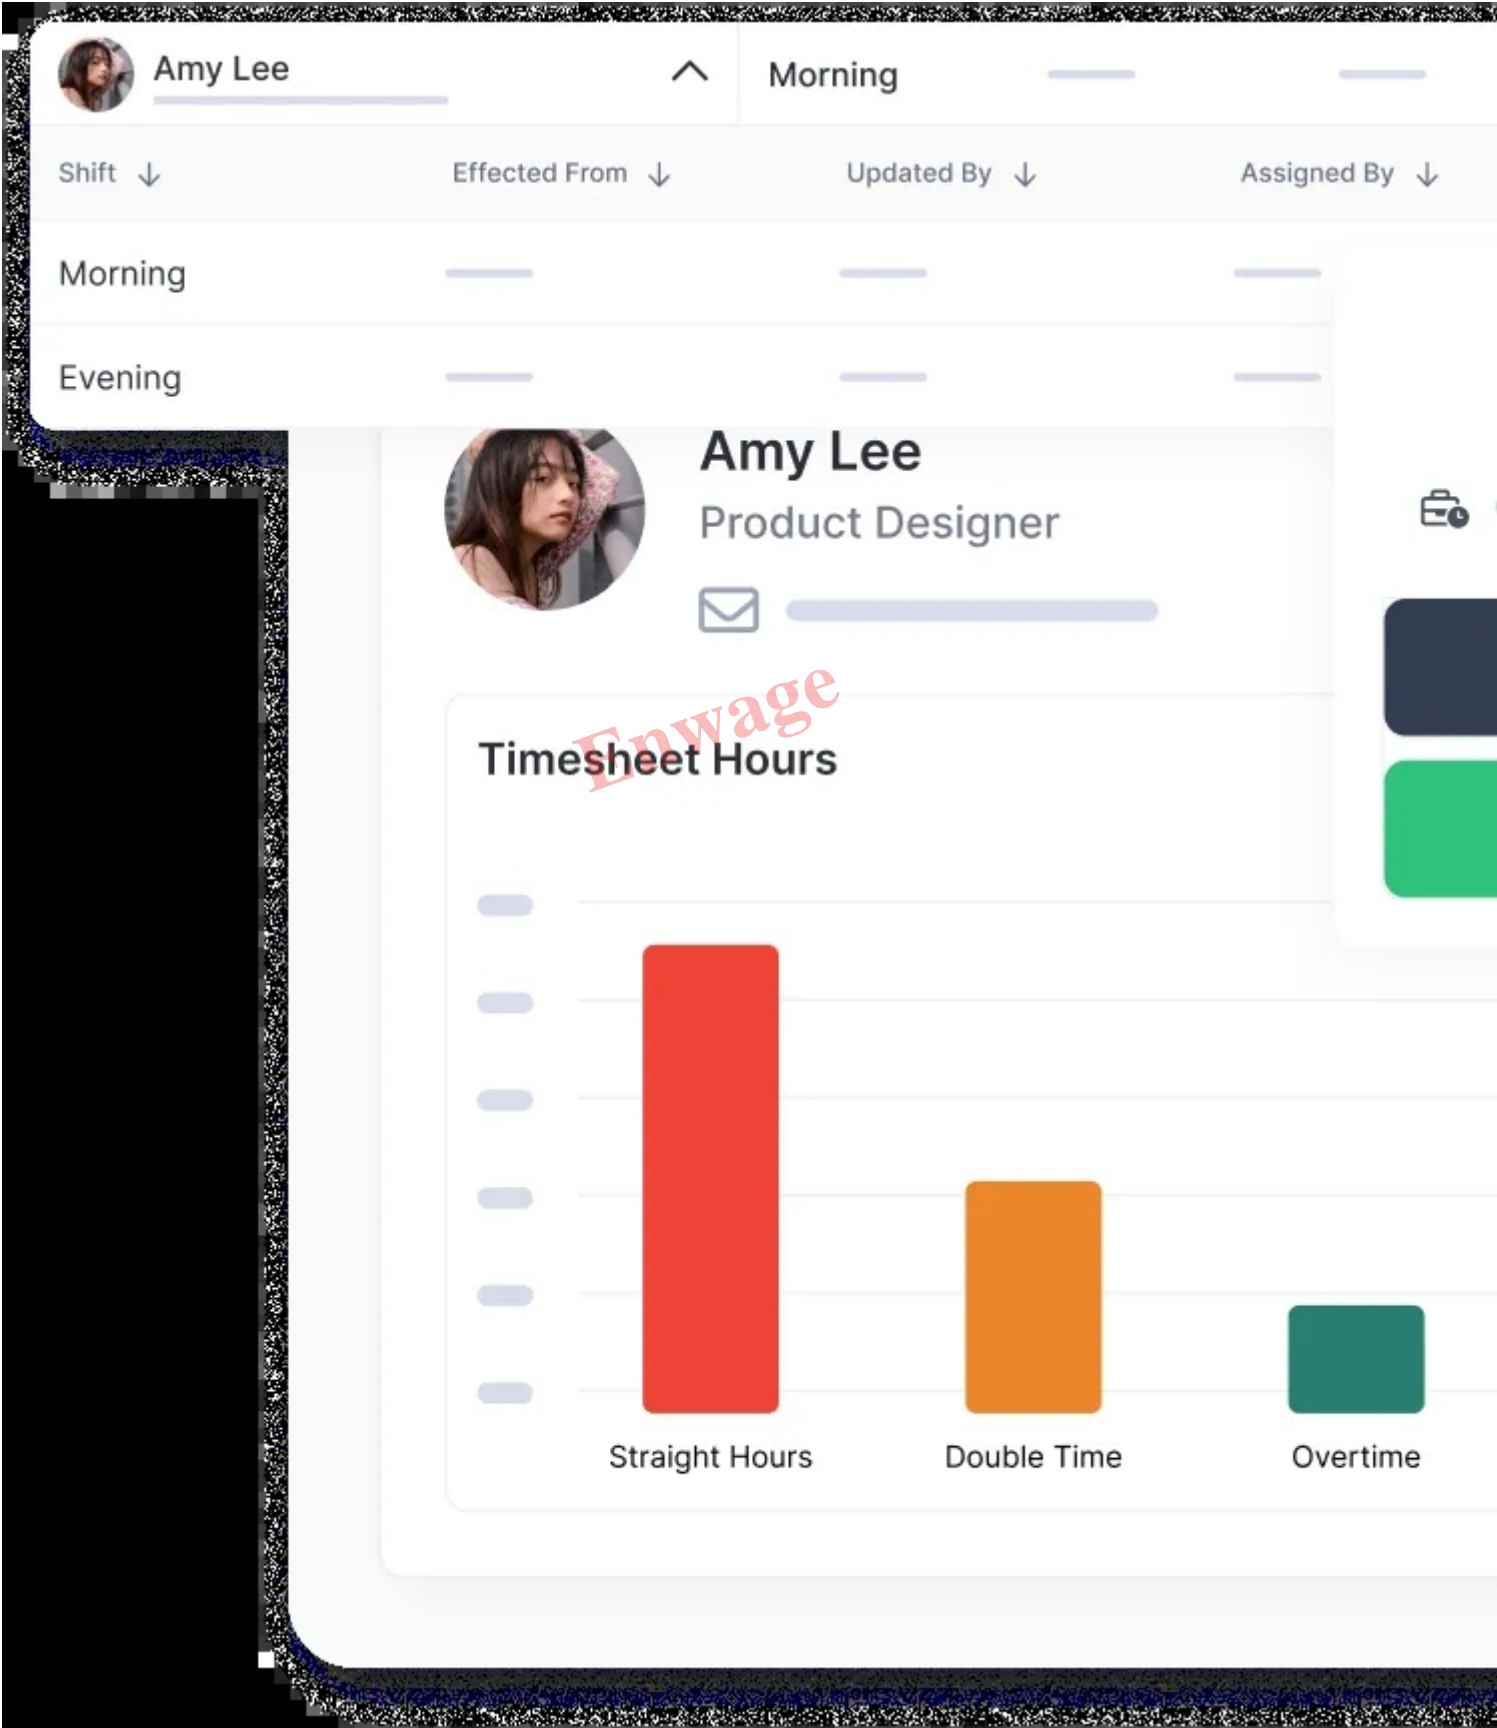 Amy Lee
Morning
Shift Effected From Updated By Assigned By
Morning
Evening
Amy Lee
Product Designer
Enwage
Timesheet Hours
Straight Hours Double Time Overtime